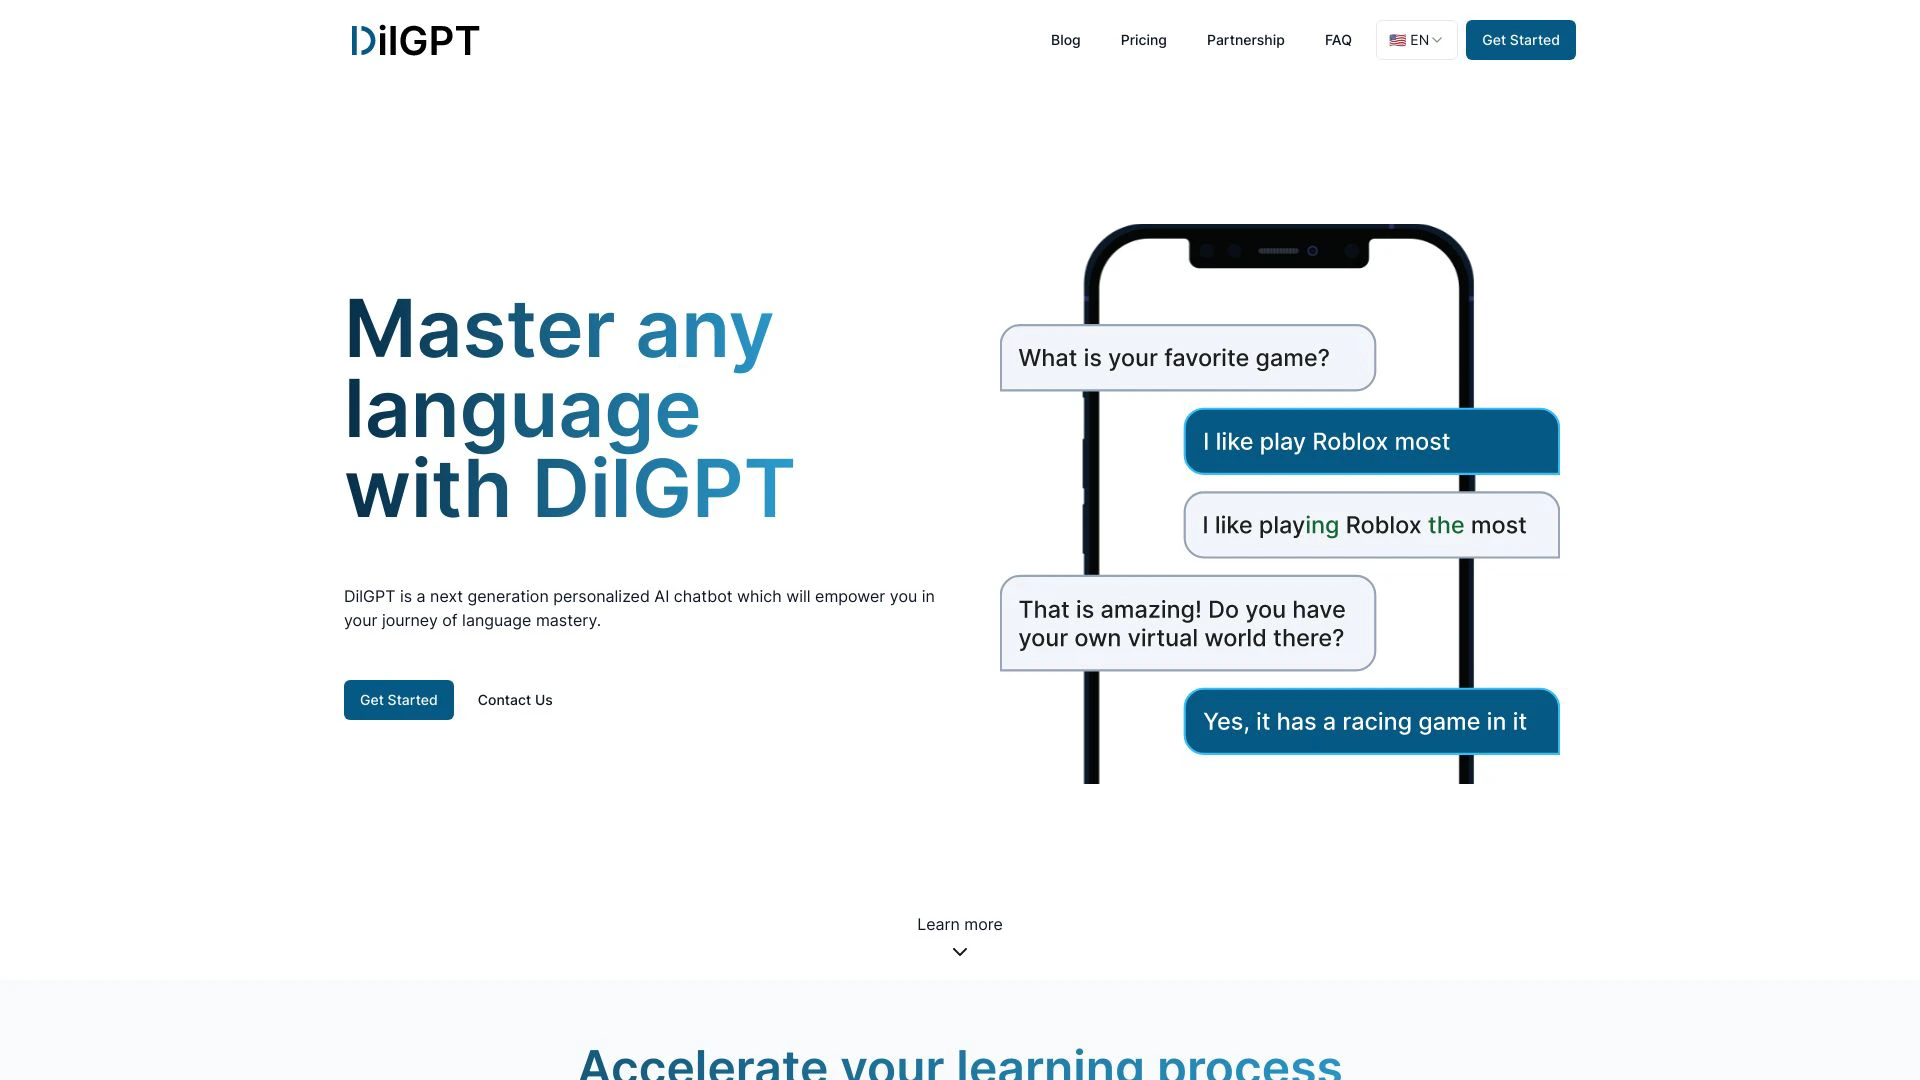 DilGPT
Blog
Pricing
Partnership
FAQ
EN
Get Started
Master any
language
with DilGPT
DilGPT is a next generation personalized AI chatbot which will empower you in
your journey of language mastery.
Get Started
Contact Us
What is your favorite game?
I like play Roblox most
I like playing Roblox the most
That is amazing! Do you have
your own virtual world there?
Yes, it has a racing game in it
Learn more
Accelerate your learning process